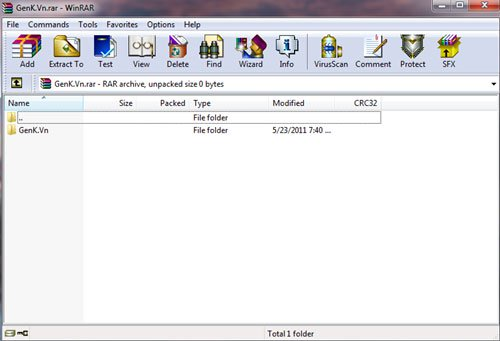 GenK.Vn.rar - WinRAR
File Commands Tools Favorites Options Help
Add Extract To Test View Delete Find Wizard Info VirusScan Comment Protect SFX
GenK.Vn.rar - RAR archive, unpacked size 0 bytes
Name Size Packed Type Modified CRC32
.. File folder
GenK.Vn File folder 5/23/2011 7:40 ...
Total 1 folder